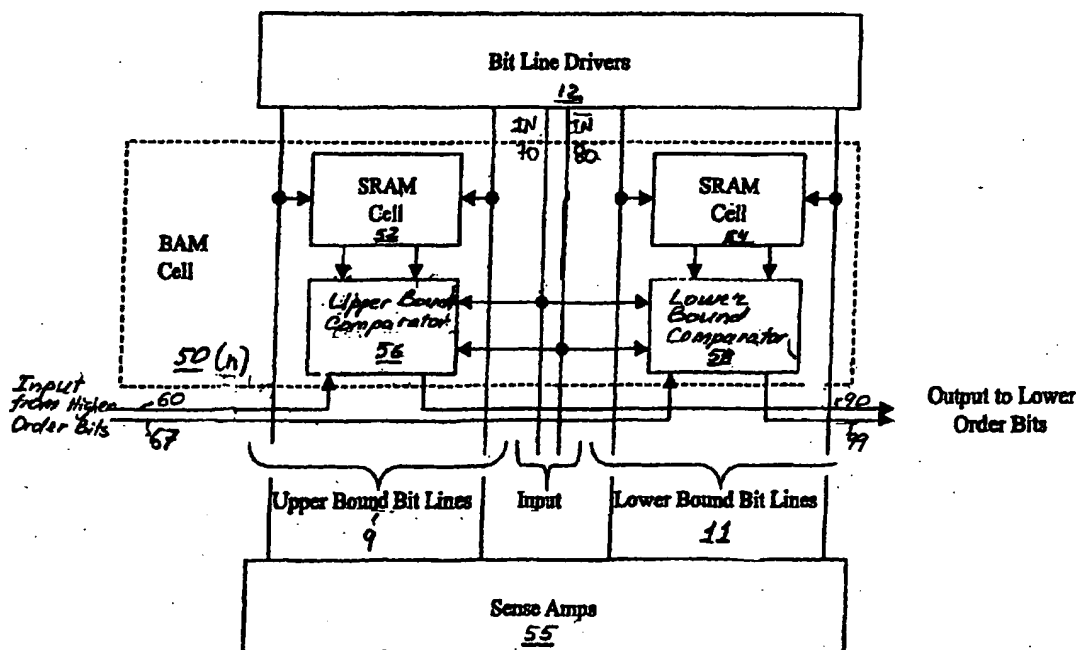 Bit Line Drivers
12
IN
IN
70
80
SRAM
Cell
52
SRAM
Cell
54
BAM
Cell
Upper Bound
Comparator
56
Lower
Bound
Comparator
58
50 (n)
Input
from Higher
Order Bits
60
67
90
99
Output to Lower
Order Bits
Upper Bound Bit Lines
9
Input
Lower Bound Bit Lines
11
Sense Amps
55